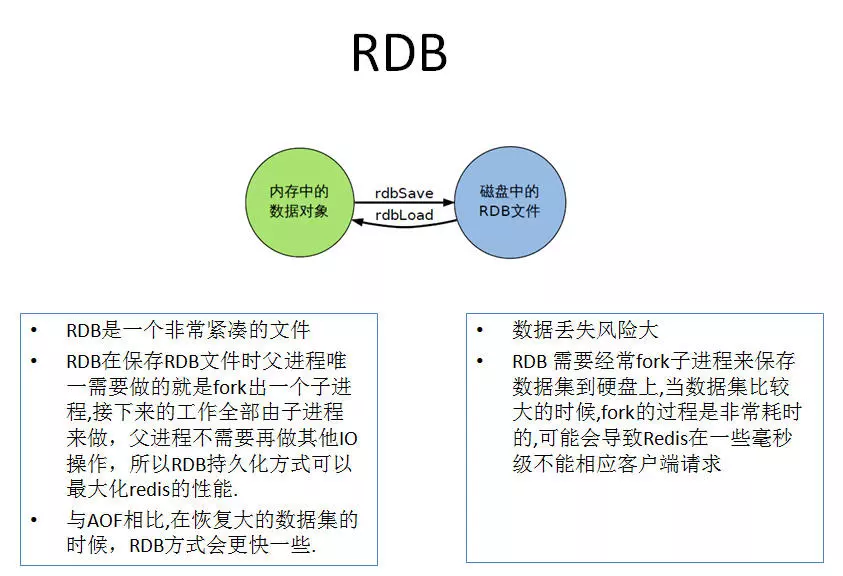 RDB
内存中的
数据对象
rdbSave
rdbLoad
磁盘中的
RDB文件
• RDB是一个非常紧凑的文件
• RDB在保存RDB文件时父进程唯
一需要做的就是fork出一个子进
程,接下来的工作全部由子进程
来做，父进程不需要再做其他IO
操作，所以RDB持久化方式可以
最大化redis的性能.
• 与AOF相比,在恢复大的数据集的
时候，RDB方式会更快一些.
• 数据丢失风险大
• RDB 需要经常fork子进程来保存
数据集到硬盘上,当数据集比较
大的时候,fork的过程是非常耗时
的,可能会导致Redis在一些毫秒
级不能相应客户端请求